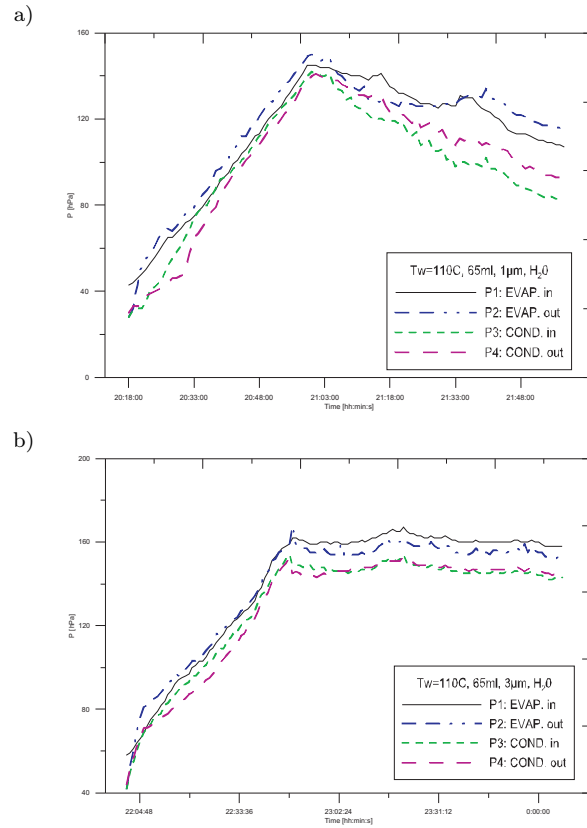 a)
160
120
80
40
0
P [hPa]
Tw=110C, 65ml, 1μm, H₂0
P1: EVAP. in
P2: EVAP. out
P3: COND. in
P4: COND. out
20:18:00 20:33:00 20:48:00 21:03:00 21:18:00 21:33:00 21:48:00
Time [hh:min:s]
b)
200
160
120
80
40
P [hPa]
Tw=110C, 65ml, 3μm, H₂0
P1: EVAP. in
P2: EVAP. out
P3: COND. in
P4: COND. out
22:04:48 22:33:36 23:02:24 23:31:12 0:00:00
Time [hh:min:s]